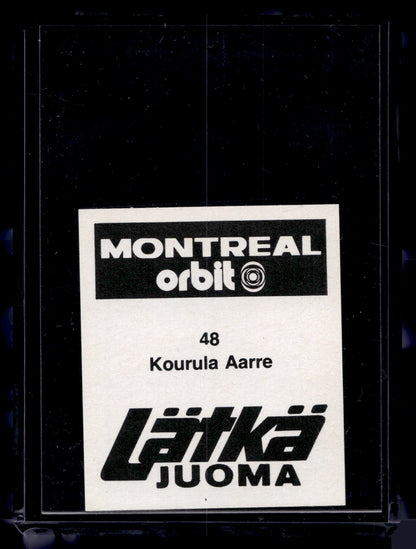 MONTREAL
orbit
48
Kourula Aarre
Lätkä
JUOMA